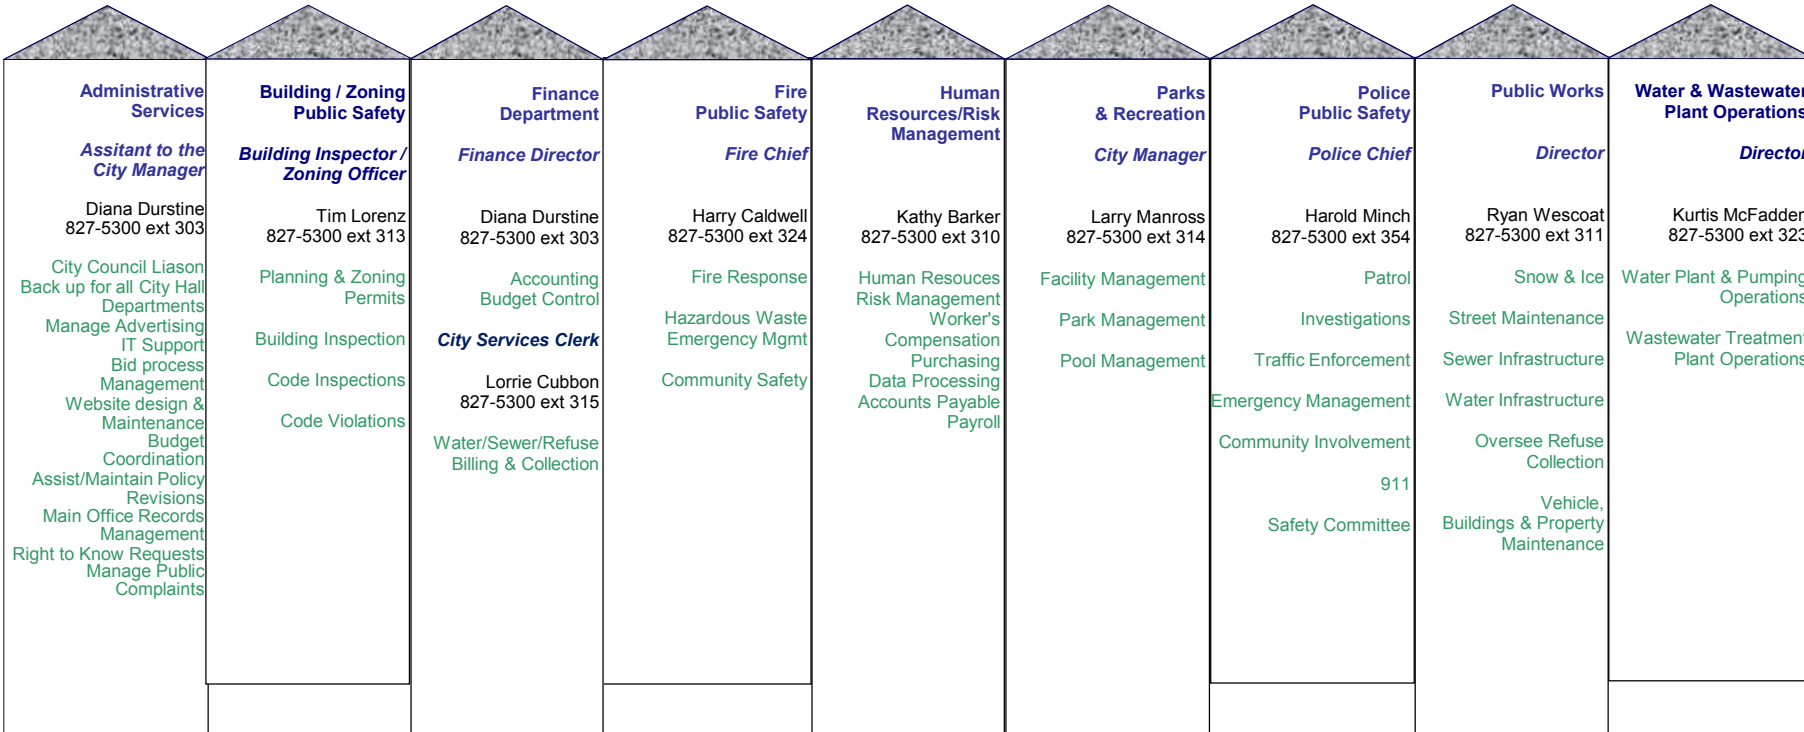 Administrative
Services
Assitant to the
City Manager
Diana Durstine
827-5300 ext 303
City Council Liason
Back up for all City Hall
Departments
Manage Advertising
IT Support
Bid process
Management
Website design &
Maintenance
Budget
Coordination
Assist/Maintain Policy
Revisions
Main Office Records
Management
Right to Know Requests
Manage Public
Complaints
Building / Zoning
Public Safety
Building Inspector /
Zoning Officer
Tim Lorenz
827-5300 ext 313
Planning & Zoning
Permits
Building Inspection
Code Inspections
Code Violations
Finance
Department
Finance Director
Diana Durstine
827-5300 ext 303
Accounting
Budget Control
City Services Clerk
Lorrie Cubbon
827-5300 ext 315
Water/Sewer/Refuse
Billing & Collection
Fire
Public Safety
Fire Chief
Harry Caldwell
827-5300 ext 324
Fire Response
Hazardous Waste
Emergency Mgmt
Community Safety
Human
Resources/Risk
Management
Kathy Barker
827-5300 ext 310
Human Resouces
Risk Management
Worker's
Compensation
Purchasing
Data Processing
Accounts Payable
Payroll
Parks
& Recreation
City Manager
Larry Manross
827-5300 ext 314
Facility Management
Park Management
Pool Management
Police
Public Safety
Police Chief
Harold Minch
827-5300 ext 354
Patrol
Investigations
Traffic Enforcement
Emergency Management
Community Involvement
911
Safety Committee
Public Works
Director
Ryan Wescoat
827-5300 ext 311
Snow & Ice
Street Maintenance
Sewer Infrastructure
Water Infrastructure
Oversee Refuse
Collection
Vehicle,
Buildings & Property
Maintenance
Water & Wastewater
Plant Operations
Director
Kurtis McFadden
827-5300 ext 323
Water Plant & Pumping
Operations
Wastewater Treatment
Plant Operations